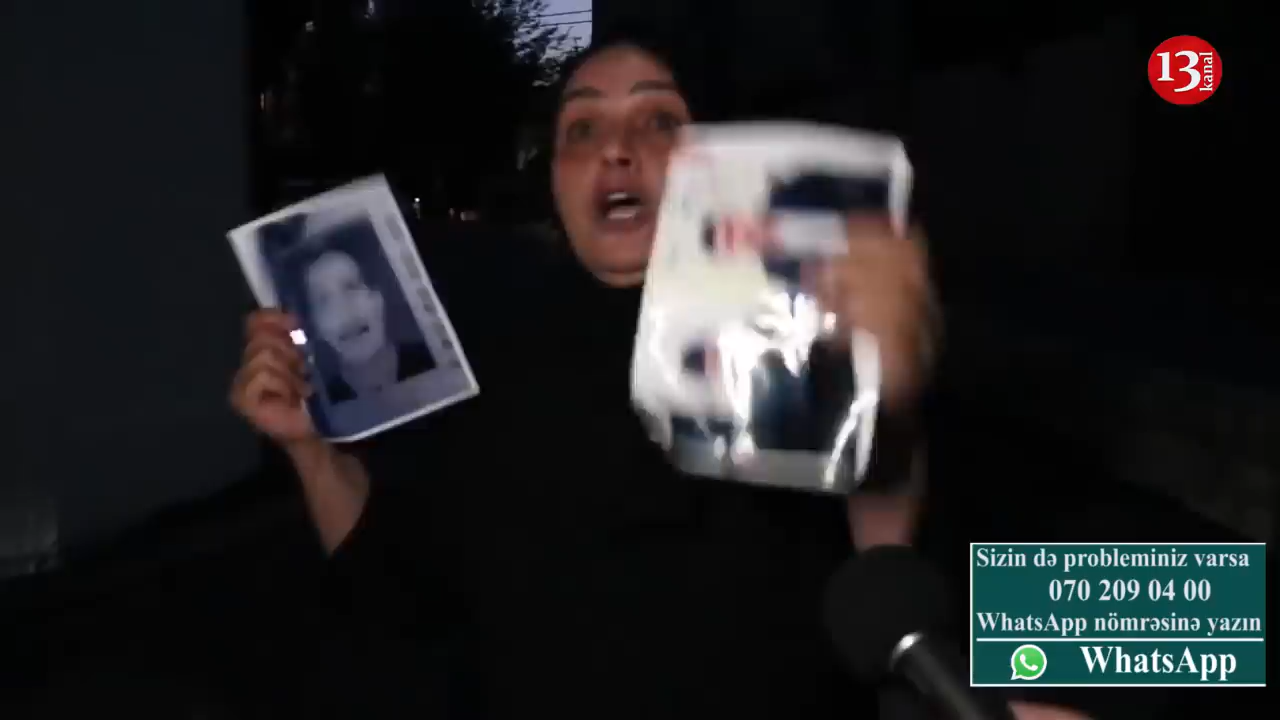 13
kanal
Sizin də probleminiz varsa
070 209 04 00
WhatsApp nömrəsinə yazın
WhatsApp